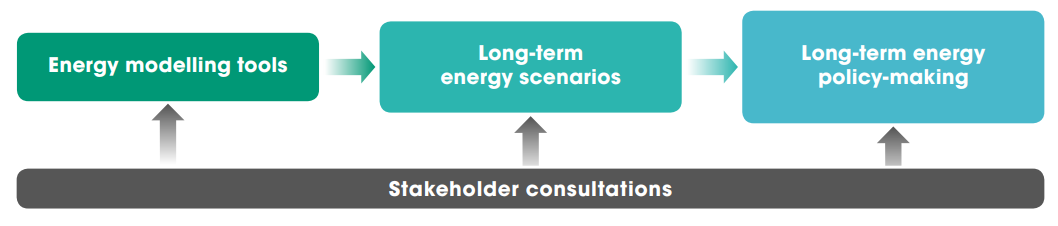 Energy modelling tools
Long-term
energy scenarios
Long-term energy
policy-making
Stakeholder consultations